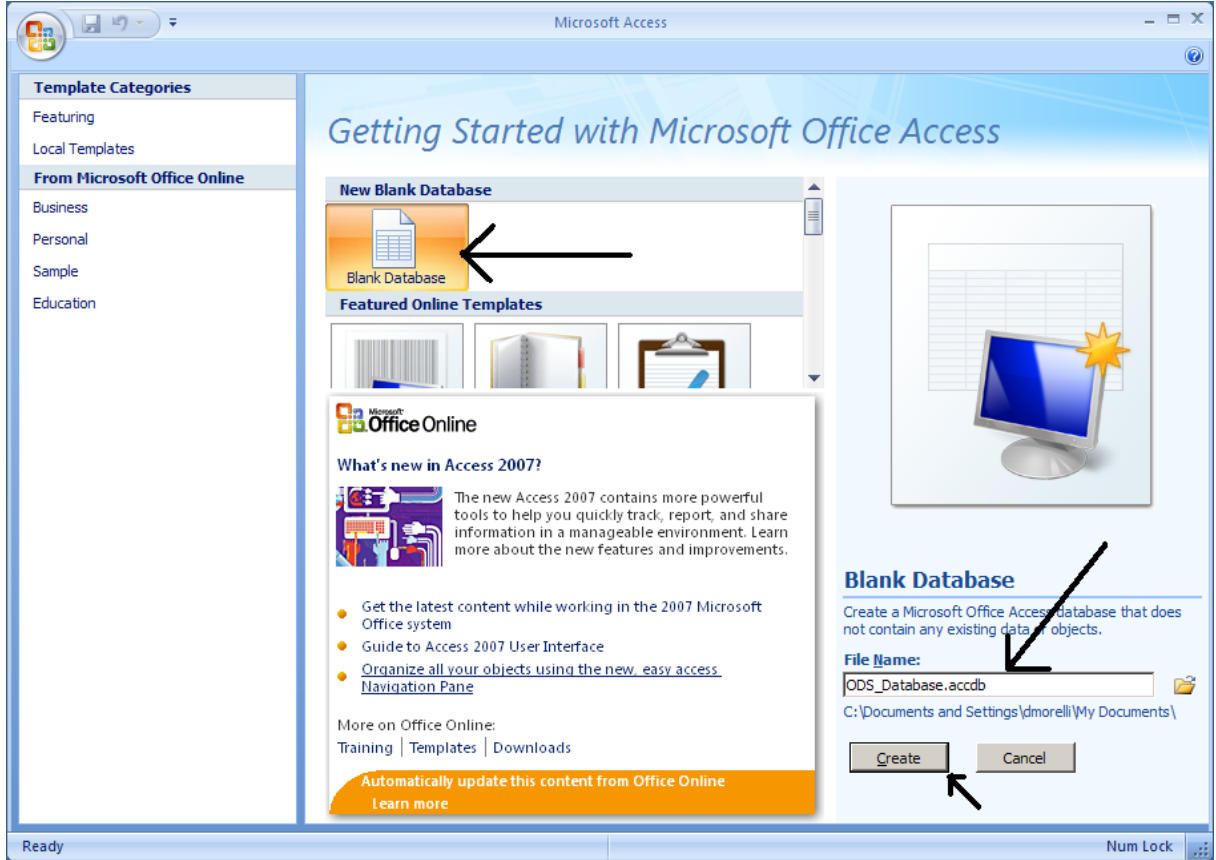 Microsoft Access
Template Categories
Featuring
Local Templates
From Microsoft Office Online
Business
Personal
Sample
Education
Getting Started with Microsoft Office Access
New Blank Database
Blank Database
Featured Online Templates
Microsoft
Office Online
What's new in Access 2007?
The new Access 2007 contains more powerful
tools to help you quickly track, report, and share
information in a manageable environment. Learn
more about the new features and improvements.
Get the latest content while working in the 2007 Microsoft
Office system
Guide to Access 2007 User Interface
Organize all your objects using the new, easy access
Navigation Pane
More on Office Online:
Training | Templates | Downloads
Automatically update this content from Office Online
Learn more
Blank Database
Create a Microsoft Office Access database that does
not contain any existing data or objects.
File Name:
ODS_Database.accdb
C:\Documents and Settings\dmorelli\My Documents\
Create Cancel
Ready Num Lock